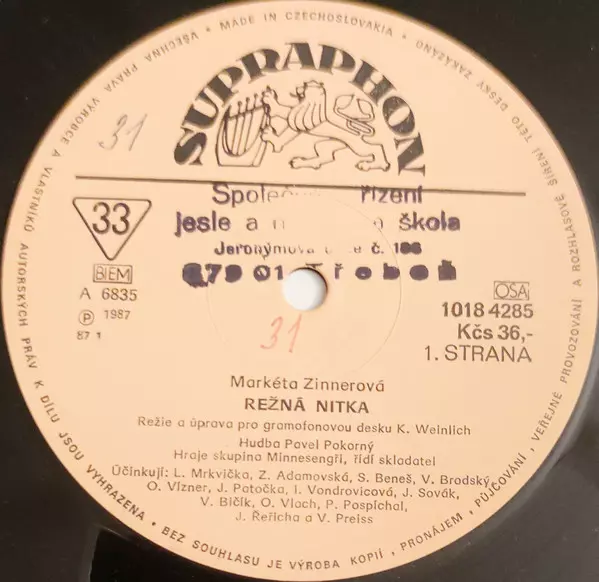 VŠECHNA PRÁVA VÝROBCE A VLASTNÍKŮ AUTORSKÝCH PRÁV K DÍLU JSOU VYHRAZENA • BEZ SOUHLASU JE VÝROBA KOPIÍ, PRONÁJEM, PŮJČOVÁNÍ, VEŘEJNÉ PROVOZOVÁNÍ A ROZHLASOVÉ ŠÍŘENÍ TÉTO DESKY ZAKÁZÁNO • MADE IN CZECHOSLOVAKIA •
SUPRAPHON
31
Společ řízení
jesle a škola
Jeronýmova č. 186
379 01 Třeboň
33
BIEM
A 6835
Ⓟ 1987
87 1
OSA
1018 4285
Kčs 36,-
1. STRANA
31
Markéta Zinnerová
REŽNÁ NITKA
Režie a úprava pro gramofonovou desku K. Weinlich
Hudba Pavel Pokorný
Hraje skupina Minnesengři, řídí skladatel
Účinkují: L. Mrkvička, Z. Adamovská, S. Beneš, V. Brodský,
O. Vízner, J. Potočka, I. Vondrovicová, J. Sovák,
V. Bičík, O. Vlach, P. Pospíchal,
J. Řeřicha a V. Preiss